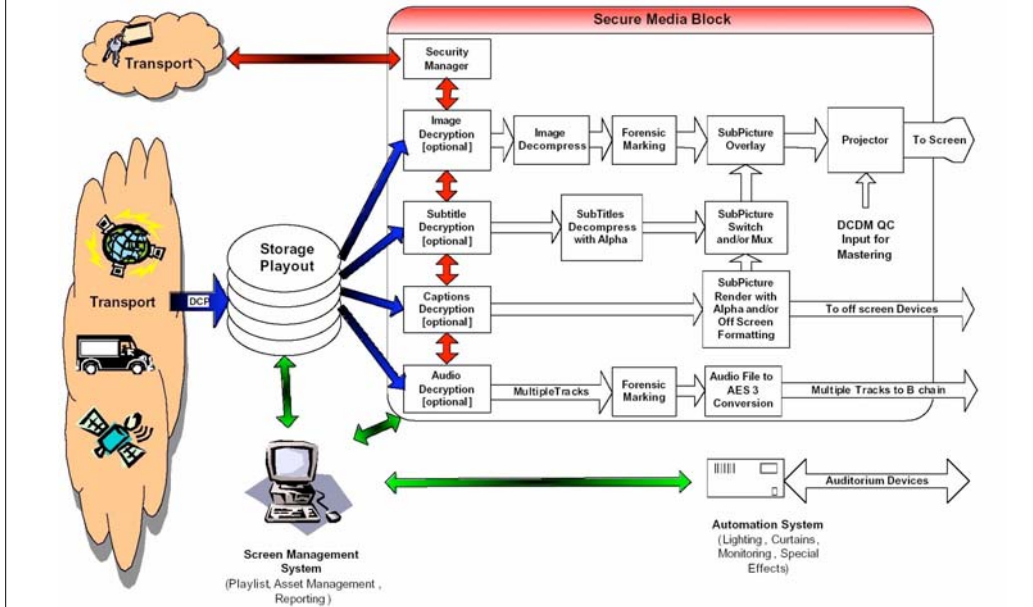 Secure Media Block
Transport
Security
Manager
Image
Decryption
[optional]
Image
Decompress
Forensic
Marking
SubPicture
Overlay
Projector
To Screen
Subtitle
Decryption
[optional]
SubTitles
Decompress
with Alpha
SubPicture
Switch
and/or Mux
DCDM QC
Input for
Mastering
Storage
Playout
Transport
DCP
Captions
Decryption
[optional]
SubPicture
Render with
Alpha and/or
Off Screen
Formatting
To off screen Devices
Audio
Decryption
[optional]
MultipleTracks
Forensic
Marking
Audio File to
AES 3
Conversion
Multiple Tracks to B chain
Auditorium Devices
Screen Management
System
(Playlist, Asset Management ,
Reporting )
Automation System
(Lighting , Curtains,
Monitoring , Special
Effects)